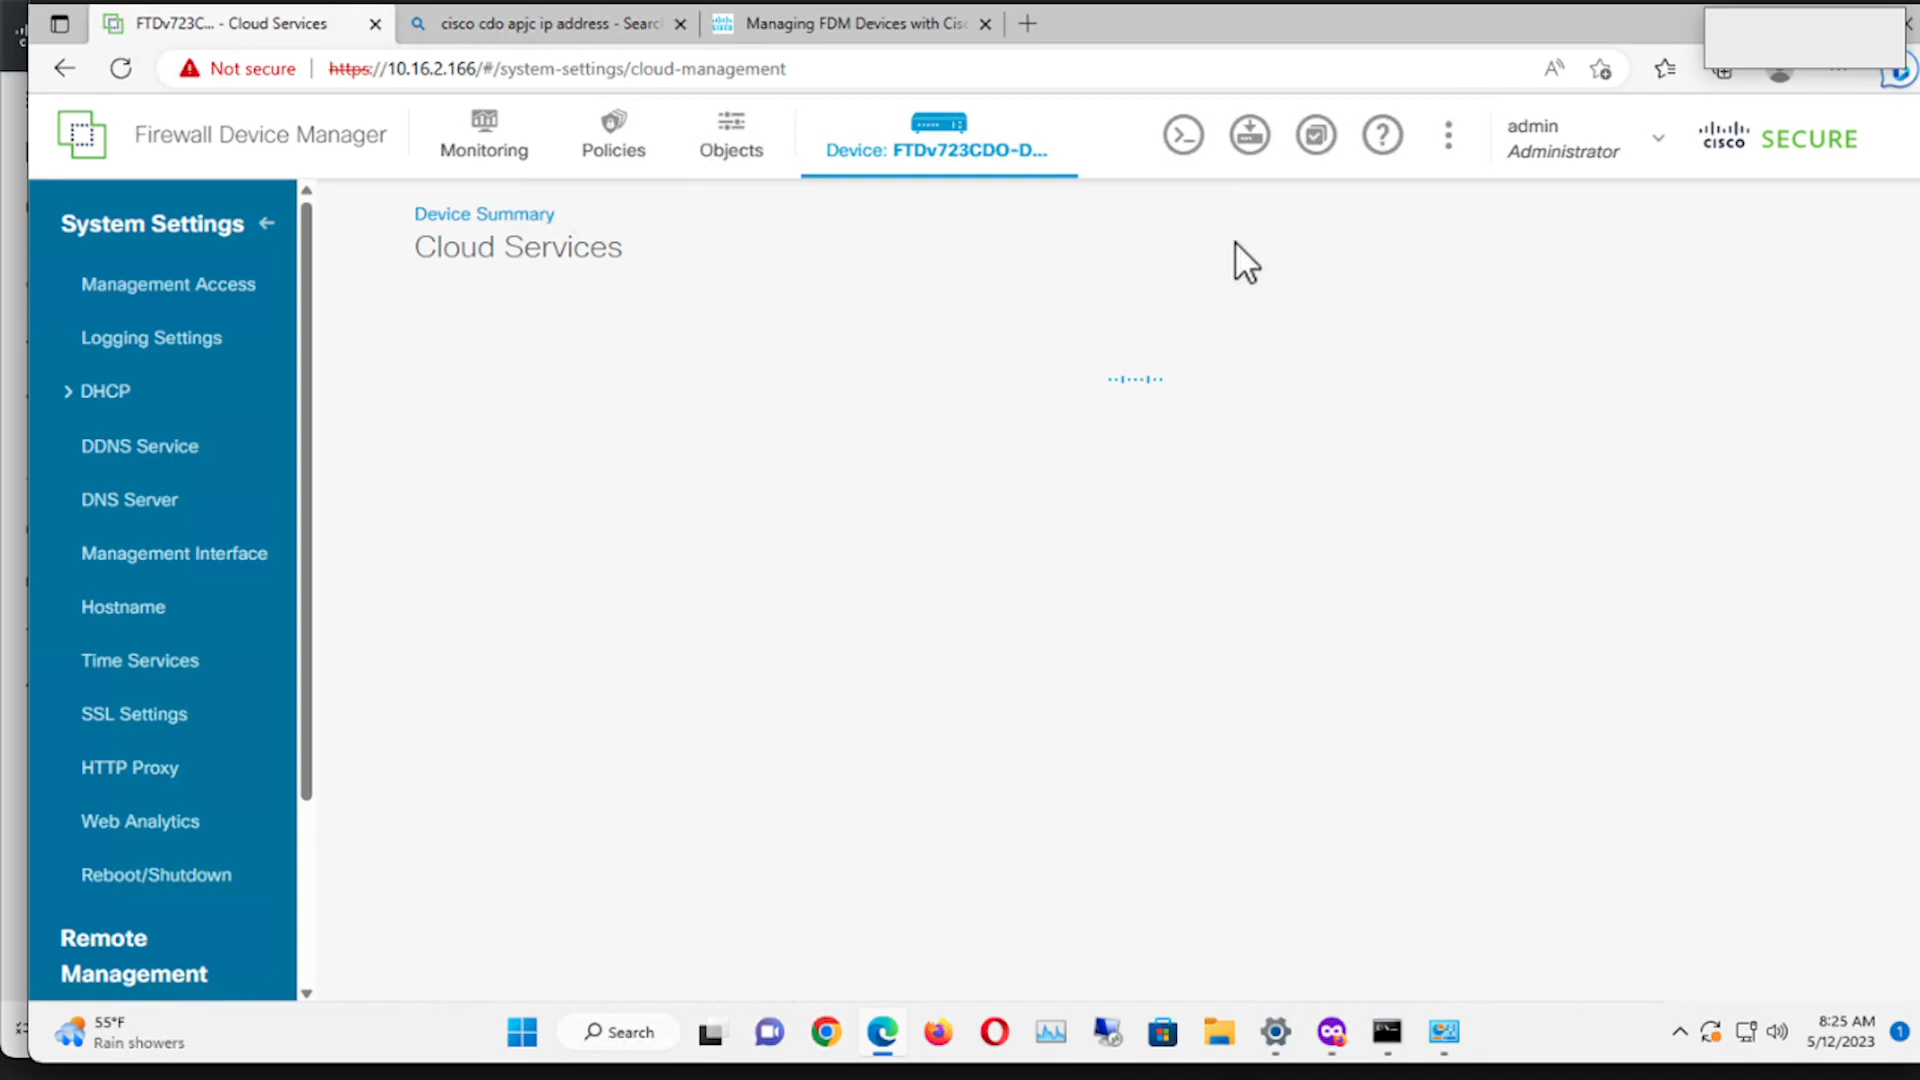 FTDv723C... - Cloud Services
cisco cdo apjc ip address - Searc
Managing FDM Devices with Cisc
Not secure
https://10.16.2.166/#/system-settings/cloud-management
Firewall Device Manager
Monitoring
Policies
Objects
Device: FTDv723CDO-D...
admin
Administrator
cisco SECURE
System Settings
Management Access
Logging Settings
DHCP
DDNS Service
DNS Server
Management Interface
Hostname
Time Services
SSL Settings
HTTP Proxy
Web Analytics
Reboot/Shutdown
Remote
Management
Device Summary
Cloud Services
55°F
Rain showers
Search
8:25 AM
5/12/2023
1